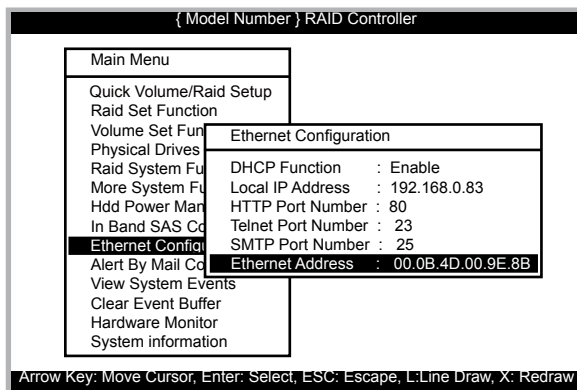 { Model Number } RAID Controller
Main Menu
Quick Volume/Raid Setup
Raid Set Function
Volume Set Fun
Physical Drives
Raid System Fu
More System Fu
Hdd Power Man
In Band SAS Co
Ethernet Configu
Alert By Mail Co
View System Events
Clear Event Buffer
Hardware Monitor
System information
Ethernet Configuration
DHCP Function : Enable
Local IP Address : 192.168.0.83
HTTP Port Number : 80
Telnet Port Number : 23
SMTP Port Number : 25
Ethernet Address : 00.0B.4D.00.9E.8B
Arrow Key: Move Cursor, Enter: Select, ESC: Escape, L:Line Draw, X: Redraw